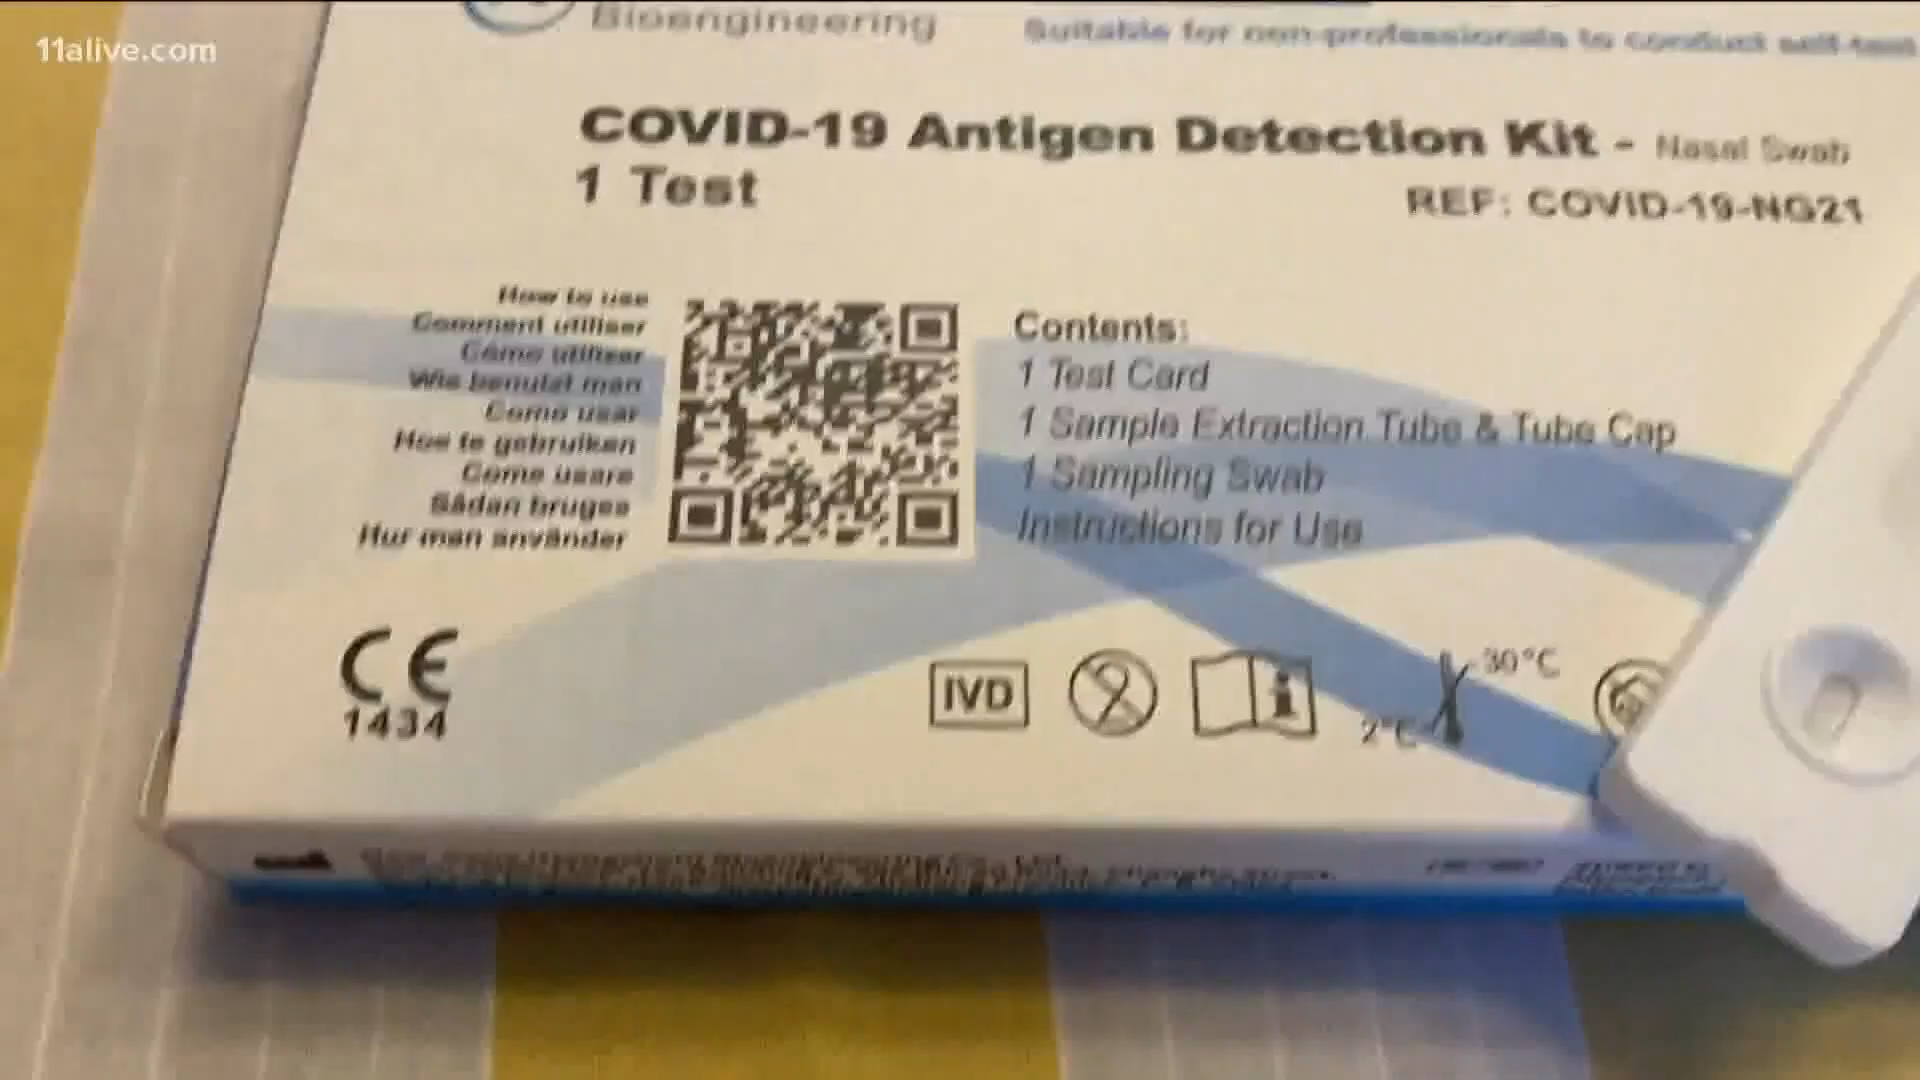 11alive.com
Bioengineering
Suitable for non-professionals to conduct self-test
COVID-19 Antigen Detection Kit - Nasal Swab
1 Test
REF: COVID-19-NG21
How to use
Comment utiliser
Cómo utilizar
Wie benutzt man
Como usar
Hoe te gebruiken
Come usare
Sådan bruges
Hur man använder
Contents:
1 Test Card
1 Sample Extraction Tube & Tube Cap
1 Sampling Swab
Instructions for Use
CE
1434
IVD
2
i
30°C
2°C